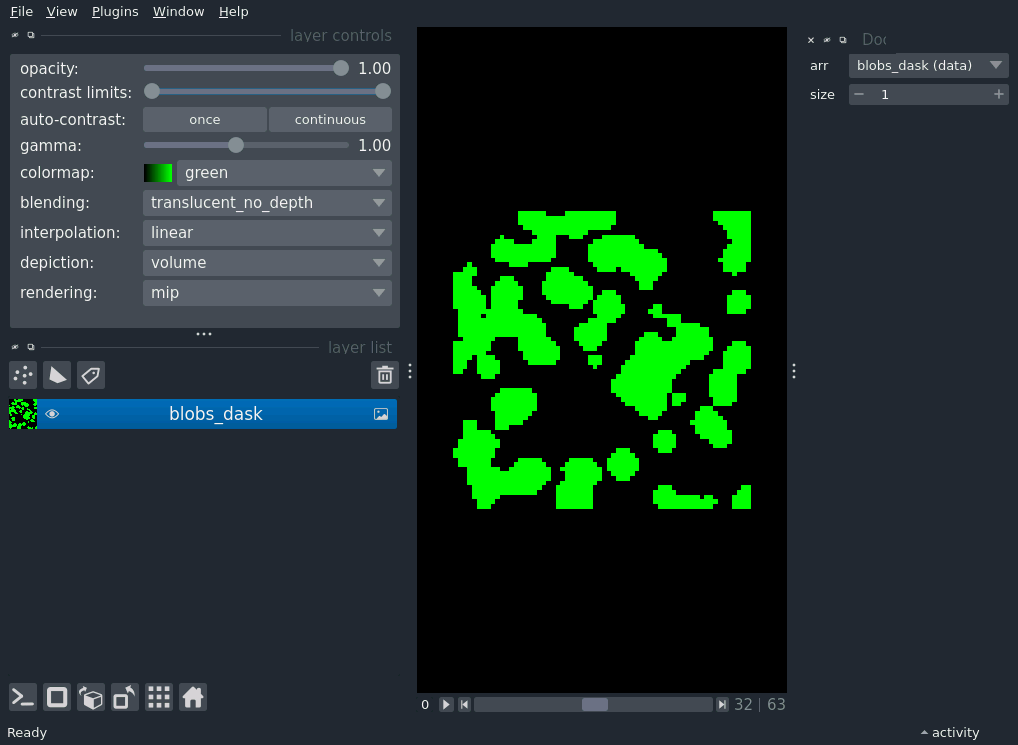 File View Plugins Window Help
layer controls
opacity: 1.00
contrast limits:
auto-contrast: once continuous
gamma: 1.00
colormap: green
blending: translucent_no_depth
interpolation: linear
depiction: volume
rendering: mip
layer list
blobs_dask
0 32 | 63
Ready
activity
arr blobs_dask (data)
size 1